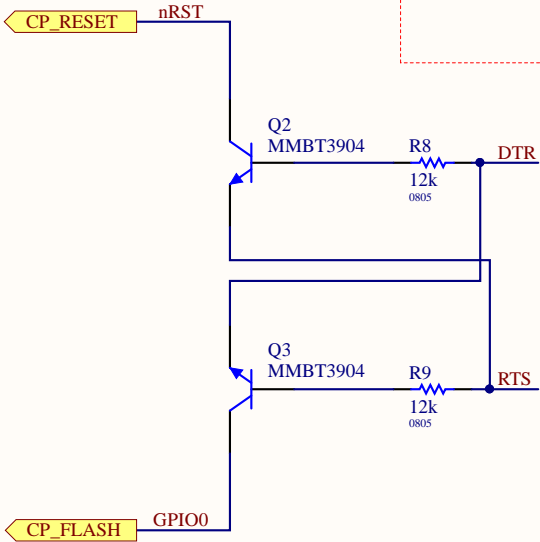 nRST
CP_RESET
Q2
MMBT3904
R8
DTR
12k
0805
Q3
MMBT3904
R9
RTS
12k
0805
GPIO0
CP_FLASH